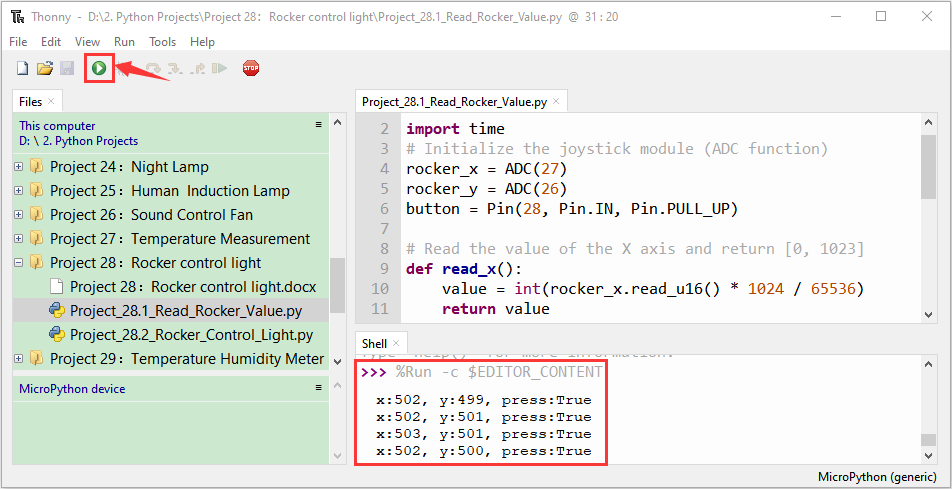 Thonny - D:\2. Python Projects\Project 28：Rocker control light\Project_28.1_Read_Rocker_Value.py @ 31 : 20
File Edit View Run Tools Help
STOP
Files
This computer
D: \ 2. Python Projects
Project 24：Night Lamp
Project 25：Human Induction Lamp
Project 26：Sound Control Fan
Project 27：Temperature Measurement
Project 28：Rocker control light
Project 28：Rocker control light.docx
Project_28.1_Read_Rocker_Value.py
Project_28.2_Rocker_Control_Light.py
Project 29：Temperature Humidity Meter
MicroPython device
Project_28.1_Read_Rocker_Value.py
2 import time
3 # Initialize the joystick module (ADC function)
4 rocker_x = ADC(27)
5 rocker_y = ADC(26)
6 button = Pin(28, Pin.IN, Pin.PULL_UP)
7
8 # Read the value of the X axis and return [0, 1023]
9 def read_x():
10 value = int(rocker_x.read_u16() * 1024 / 65536)
11 return value
Shell
Type "help()" for more information.
>>> %Run -c $EDITOR_CONTENT
x:502, y:499, press:True
x:502, y:501, press:True
x:503, y:501, press:True
x:502, y:500, press:True
MicroPython (generic)